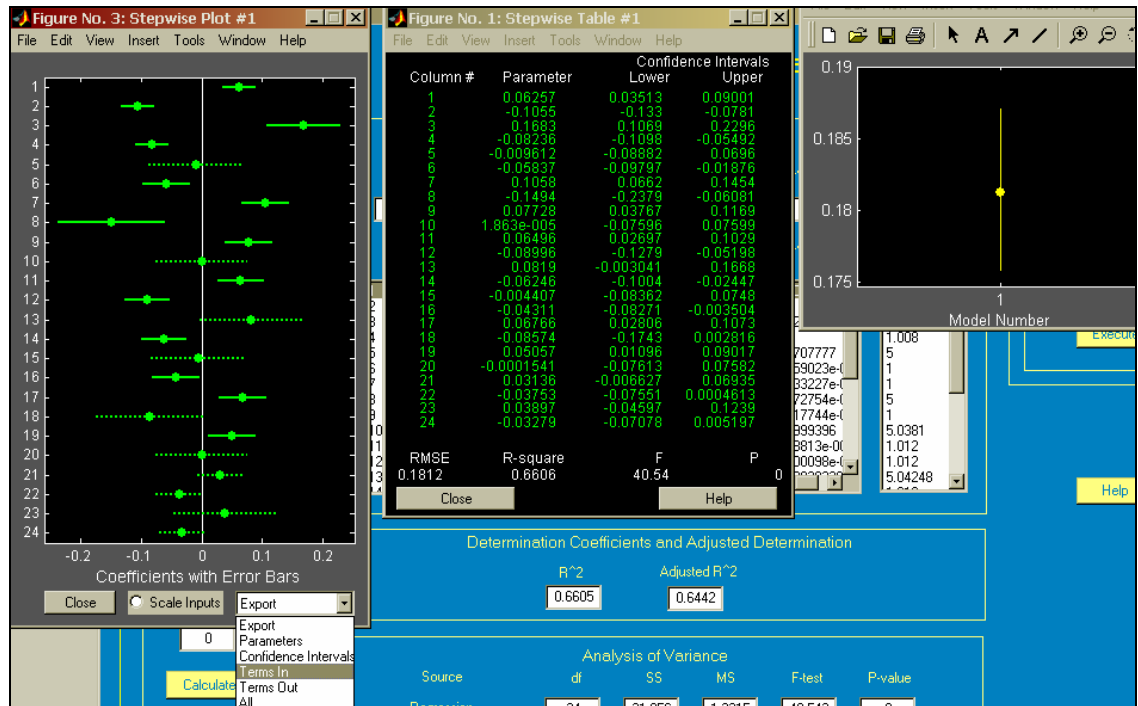 Figure No. 3: Stepwise Plot #1
File Edit View Insert Tools Window Help
1
2
3
4
5
6
7
8
9
10
11
12
13
14
15
16
17
18
19
20
21
22
23
24
-0.2 -0.1 0 0.1 0.2
Coefficients with Error Bars
Close Scale Inputs Export
Export
Parameters
Confidence Intervals
Terms In
Terms Out
All
0
Calculate
Figure No. 1: Stepwise Table #1
File Edit View Insert Tools Window Help
Confidence Intervals
Column # Parameter Lower Upper
1 0.06257 0.03513 0.09001
2 -0.1055 -0.133 -0.0781
3 0.1683 0.1069 0.2296
4 -0.08236 -0.1098 -0.05492
5 -0.009612 -0.08882 0.0696
6 -0.05837 -0.09797 -0.01876
7 0.1058 0.0662 0.1454
8 -0.1494 -0.2379 -0.06081
9 0.07728 0.03767 0.1169
10 1.863e-005 -0.07596 0.07599
11 0.06496 0.02697 0.1029
12 -0.08996 -0.1279 -0.05198
13 0.0819 -0.003041 0.1668
14 -0.06246 -0.1004 -0.02447
15 -0.004407 -0.08362 0.0748
16 -0.04311 -0.08271 -0.003504
17 0.06766 0.02806 0.1073
18 -0.08574 -0.1743 0.002816
19 0.05057 0.01096 0.09017
20 -0.0001541 -0.07613 0.07582
21 0.03136 -0.006627 0.06935
22 -0.03753 -0.07551 0.0004613
23 0.03897 -0.04597 0.1239
24 -0.03279 -0.07078 0.005197
RMSE R-square F P
0.1812 0.6606 40.54 0
Close Help
0.19
0.185
0.18
0.175
1
Model Number
1.008
5
1
5
1
5.0381
1.012
1.012
5.04248
Execute
Help
Determination Coefficients and Adjusted Determination
R^2 Adjusted R^2
0.6605 0.6442
Analysis of Variance
Source df SS MS F-test P-value